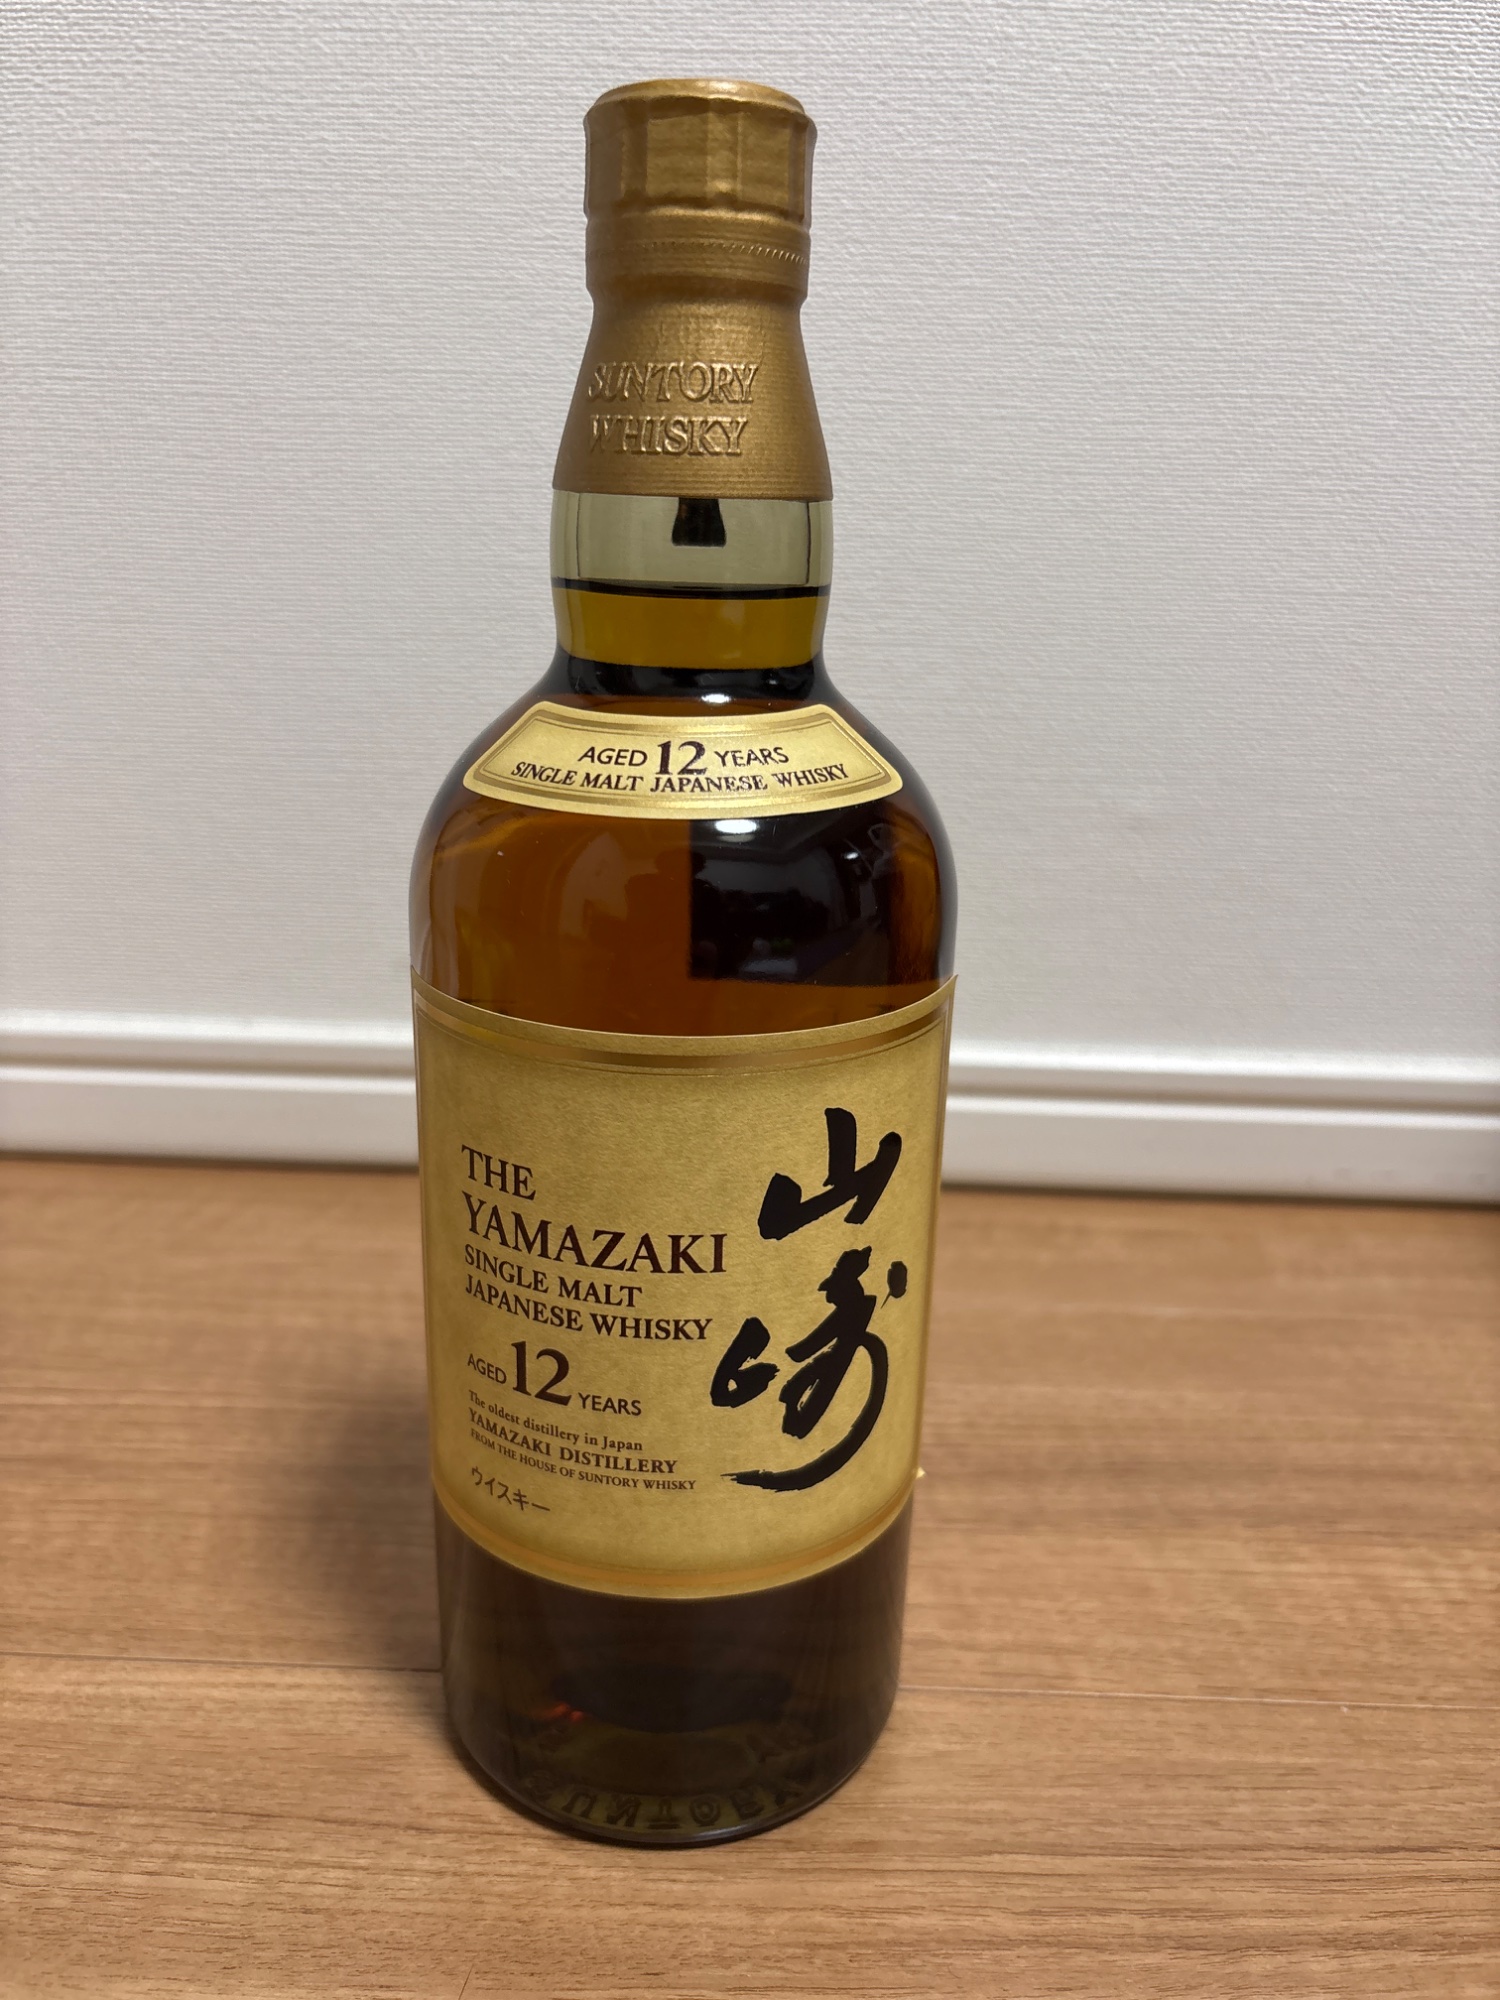 SUNTORY
WHISKY
AGED 12 YEARS
SINGLE MALT JAPANESE WHISKY
THE
YAMAZAKI
SINGLE MALT
JAPANESE WHISKY
AGED 12 YEARS
The oldest distillery in Japan
YAMAZAKI DISTILLERY
FROM THE HOUSE OF SUNTORY WHISKY
ウイスキー
山崎
SUNTORY